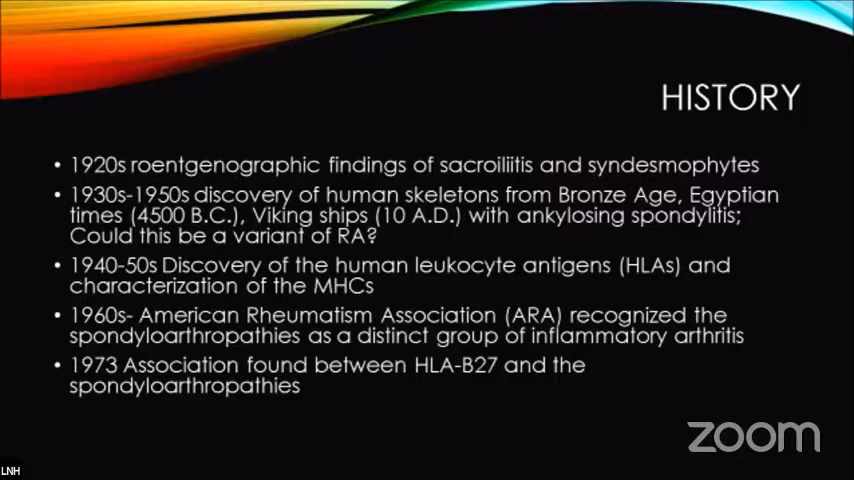 HISTORY
• 1920s roentgenographic findings of sacroiliitis and syndesmophytes
• 1930s-1950s discovery of human skeletons from Bronze Age, Egyptian
times (4500 B.C.), Viking ships (10 A.D.) with ankylosing spondylitis;
Could this be a variant of RA?
• 1940-50s Discovery of the human leukocyte antigens (HLAs) and
characterization of the MHCs
• 1960s- American Rheumatism Association (ARA) recognized the
spondyloarthropathies as a distinct group of inflammatory arthritis
• 1973 Association found between HLA-B27 and the
spondyloarthropathies
zoom
LNH